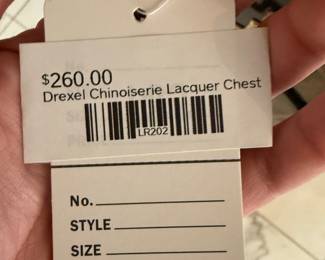 $260.00
Drexel Chinoiserie Lacquer Chest
LR202
No.
STYLE
SIZE